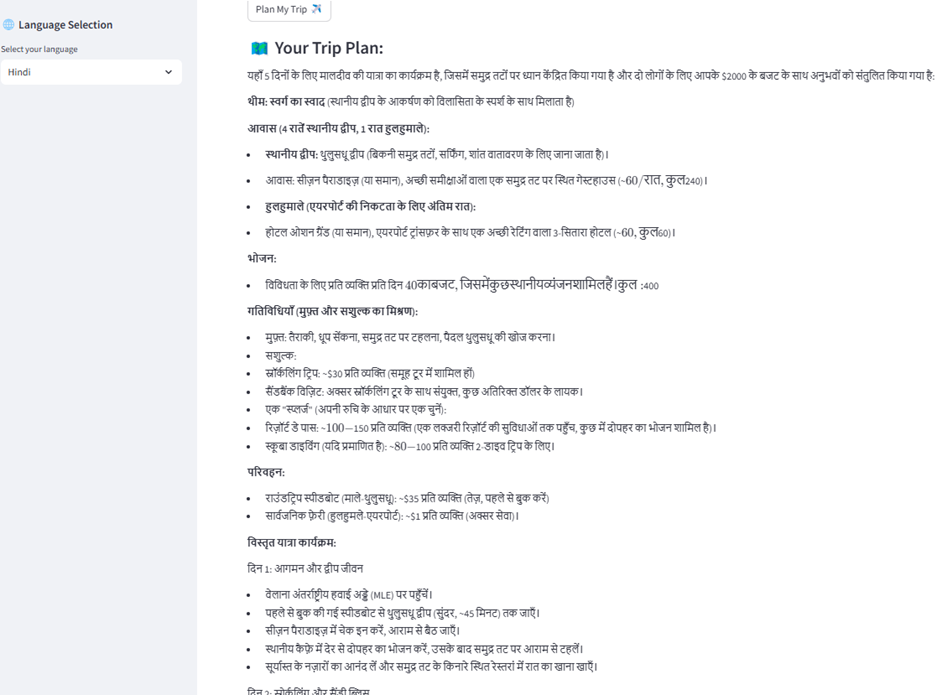 Plan My Trip ✈️
🌐 Language Selection
Select your language
Hindi
🗺️ Your Trip Plan:
यहाँ 5 दिनों के लिए मालदीव की यात्रा का कार्यक्रम है, जिसमें समुद्र तटों पर ध्यान केंद्रित किया गया है और दो लोगों के लिए आपके $2000 के बजट के साथ अनुभवों को संतुलित किया गया है:
थीम: स्वर्ग का स्वाद (स्थानीय द्वीप के आकर्षण को विलासिता के स्पर्श के साथ मिलाता है)
आवास (4 रातें स्थानीय द्वीप, 1 रात हुलहुमाले):
• स्थानीय द्वीप: थुलुसधू द्वीप (बिकनी समुद्र तटों, सर्फिंग, शांत वातावरण के लिए जाना जाता है)।
• आवास: सीज़न पैराडाइज़ (या समान), अच्छी समीक्षाओं वाला एक समुद्र तट पर स्थित गेस्टहाउस (~60/रात, कुल240)।
• हुलहुमाले (एयरपोर्ट की निकटता के लिए अंतिम रात):
• होटल ओशन ग्रैंड (या समान), एयरपोर्ट ट्रांसफ़र के साथ एक अच्छी रेटिंग वाला 3-सितारा होटल (~60, कुल60)।
भोजन:
• विविधता के लिए प्रति व्यक्ति प्रति दिन 40काबजट, जिसमेंकुछस्थानीयव्यंजनशामिलहैं।कुल :400
गतिविधियाँ (मुफ़्त और सशुल्क का मिश्रण):
• मुफ़्त: तैराकी, धूप सेंकना, समुद्र तट पर टहलना, पैदल थुलुसधू की खोज करना।
• सशुल्क:
• स्नॉर्कलिंग ट्रिप: ~$30 प्रति व्यक्ति (समूह टूर में शामिल हों)
• सैंडबैंक विज़िट: अक्सर स्नॉर्कलिंग टूर के साथ संयुक्त, कुछ अतिरिक्त डॉलर के लायक।
• एक "स्प्लर्ज" (अपनी रुचि के आधार पर एक चुनें):
• रिज़ॉर्ट डे पास: ~100−150 प्रति व्यक्ति (एक लक्जरी रिज़ॉर्ट की सुविधाओं तक पहुँच, कुछ में दोपहर का भोजन शामिल है)।
• स्कूबा डाइविंग (यदि प्रमाणित है): ~80−100 प्रति व्यक्ति 2-डाइव ट्रिप के लिए।
परिवहन:
• राउंडट्रिप स्पीडबोट (माले-थुलुसधू): ~$35 प्रति व्यक्ति (तेज़, पहले से बुक करें)
• सार्वजनिक फ़ेरी (हुलहुमले-एयरपोर्ट): ~$1 प्रति व्यक्ति (अक्सर सेवा)।
विस्तृत यात्रा कार्यक्रम:
दिन 1: आगमन और द्वीप जीवन
• वेलाना अंतर्राष्ट्रीय हवाई अड्डे (MLE) पर पहुँचें।
• पहले से बुक की गई स्पीडबोट से थुलुसधू द्वीप (सुंदर, ~45 मिनट) तक जाएँ।
• सीज़न पैराडाइज़ में चेक इन करें, आराम से बैठ जाएँ।
• स्थानीय कैफ़े में देर से दोपहर का भोजन करें, उसके बाद समुद्र तट पर आराम से टहलें।
• सूर्यास्त के नज़ारों का आनंद लें और समुद्र तट के किनारे स्थित रेस्तरां में रात का खाना खाएँ।
दिन 2: स्नोर्कलिंग और सैंडी ब्लिस